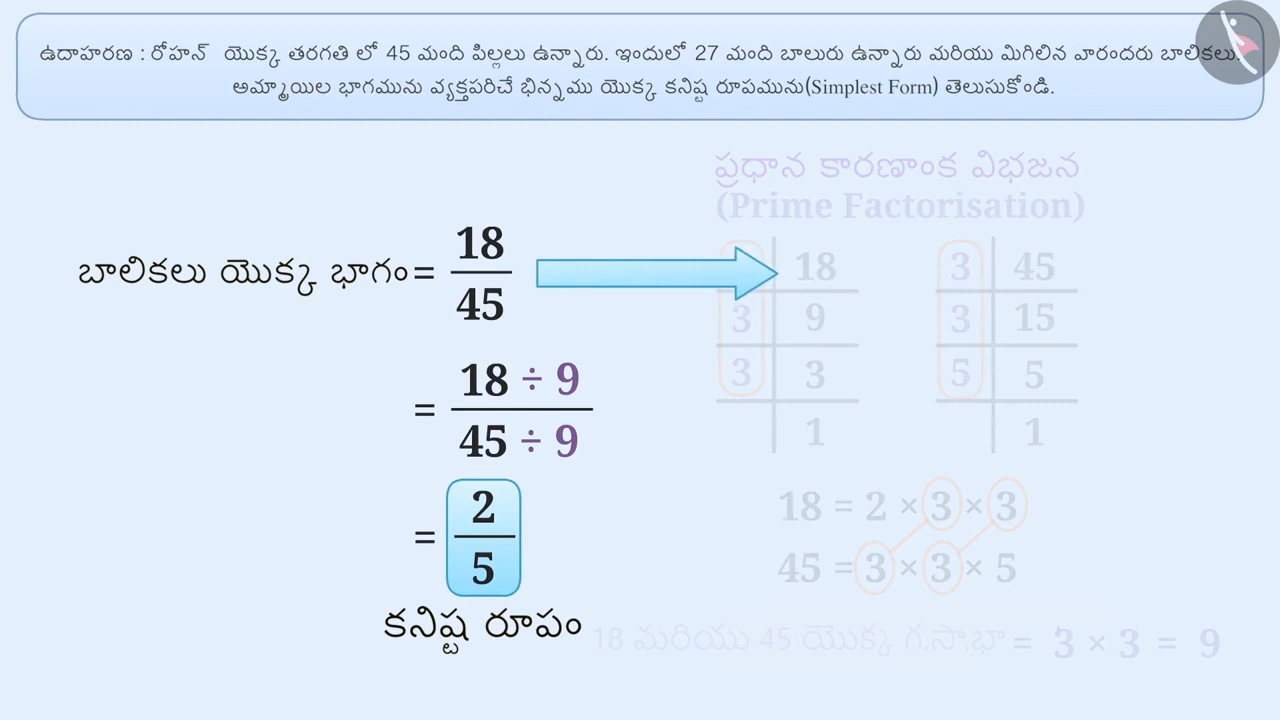 ఉదాహరణ : రోహన్ యొక్క తరగతి లో 45 మంది పిల్లలు ఉన్నారు. ఇందులో 27 మంది బాలురు ఉన్నారు మరియు మిగిలిన వారందరు బాలికలు.
అమ్మాయిల భాగమును వ్యక్తపరిచే భిన్నము యొక్క కనిష్ట రూపమును(Simplest Form) తెలుసుకోండి.
ప్రధాన కారణాంక విభజన
(Prime Factorisation)
బాలికలు యొక్క భాగం = 18/45
18 3 45
3 9 3 15
3 3 5 5
1 1
= 18 ÷ 9 / 45 ÷ 9
= 2/5
కనిష్ట రూపం
18 = 2 × 3 × 3
45 = 3 × 3 × 5
18 మరియు 45 యొక్క గ.సా.భా = 3 × 3 = 9